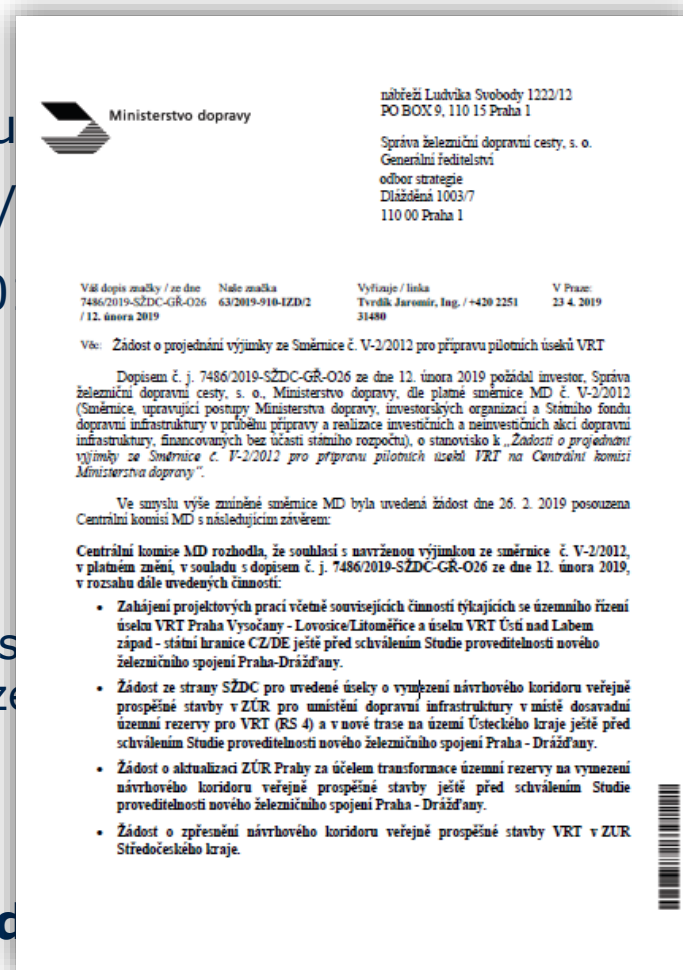 Ministerstvo dopravy
nábřeží Ludvíka Svobody 1222/12
PO BOX 9, 110 15 Praha 1
Správa železniční dopravní cesty, s. o.
Generální ředitelství
odbor strategie
Dlážděná 1003/7
110 00 Praha 1
Váš dopis značky / ze dne Naše značka Vyřizuje / linka V Praze:
7486/2019-SŽDC-GŘ-O26 63/2019-910-IZD/2 Tvrdík Jaromír, Ing. / +420 2251 23 4. 2019
/ 12. února 2019 31480
Věc: Žádost o projednání výjimky ze Směrnice č. V-2/2012 pro přípravu pilotních úseků VRT
Dopisem č. j. 7486/2019-SŽDC-GŘ-O26 ze dne 12. února 2019 požádal investor, Správa
železniční dopravní cesty, s. o., Ministerstvo dopravy, dle platné směrnice MD č. V-2/2012
(Směrnice, upravující postupy Ministerstva dopravy, investorských organizací a Státního fondu
dopravní infrastruktury v průběhu přípravy a realizace investičních a neinvestičních akcí dopravní
infrastruktury, financovaných bez účasti státního rozpočtu), o stanovisko k „Žádosti o projednání
výjimky ze Směrnice č. V-2/2012 pro přípravu pilotních úseků VRT na Centrální komisi
Ministerstva dopravy“.
Ve smyslu výše zmíněné směrnice MD byla uvedená žádost dne 26. 2. 2019 posouzena
Centrální komisí MD s následujícím závěrem:
Centrální komise MD rozhodla, že souhlasí s navrženou výjimkou ze směrnice č. V-2/2012,
v platném znění, v souladu s dopisem č. j. 7486/2019-SŽDC-GŘ-O26 ze dne 12. února 2019,
v rozsahu dále uvedených činností:
• Zahájení projektových prací včetně souvisejících činností týkajících se územního řízení
úseku VRT Praha Vysočany - Lovosice/Litoměřice a úseku VRT Ústí nad Labem
západ - státní hranice CZ/DE ještě před schválením Studie proveditelnosti nového
železničního spojení Praha-Drážďany.
• Žádost ze strany SŽDC pro uvedené úseky o vymezení návrhového koridoru veřejně
prospěšné stavby v ZÚR pro umístění dopravní infrastruktury v místě dosavadní
územní rezervy pro VRT (RS 4) a v nové trase na území Ústeckého kraje ještě před
schválením Studie proveditelnosti nového železničního spojení Praha - Drážďany.
• Žádost o aktualizaci ZÚR Prahy za účelem transformace územní rezervy na vymezení
návrhového koridoru veřejně prospěšné stavby ještě před schválením Studie
proveditelnosti nového železničního spojení Praha - Drážďany.
• Žádost o zpřesnění návrhového koridoru veřejně prospěšné stavby VRT v ZUR
Středočeského kraje.